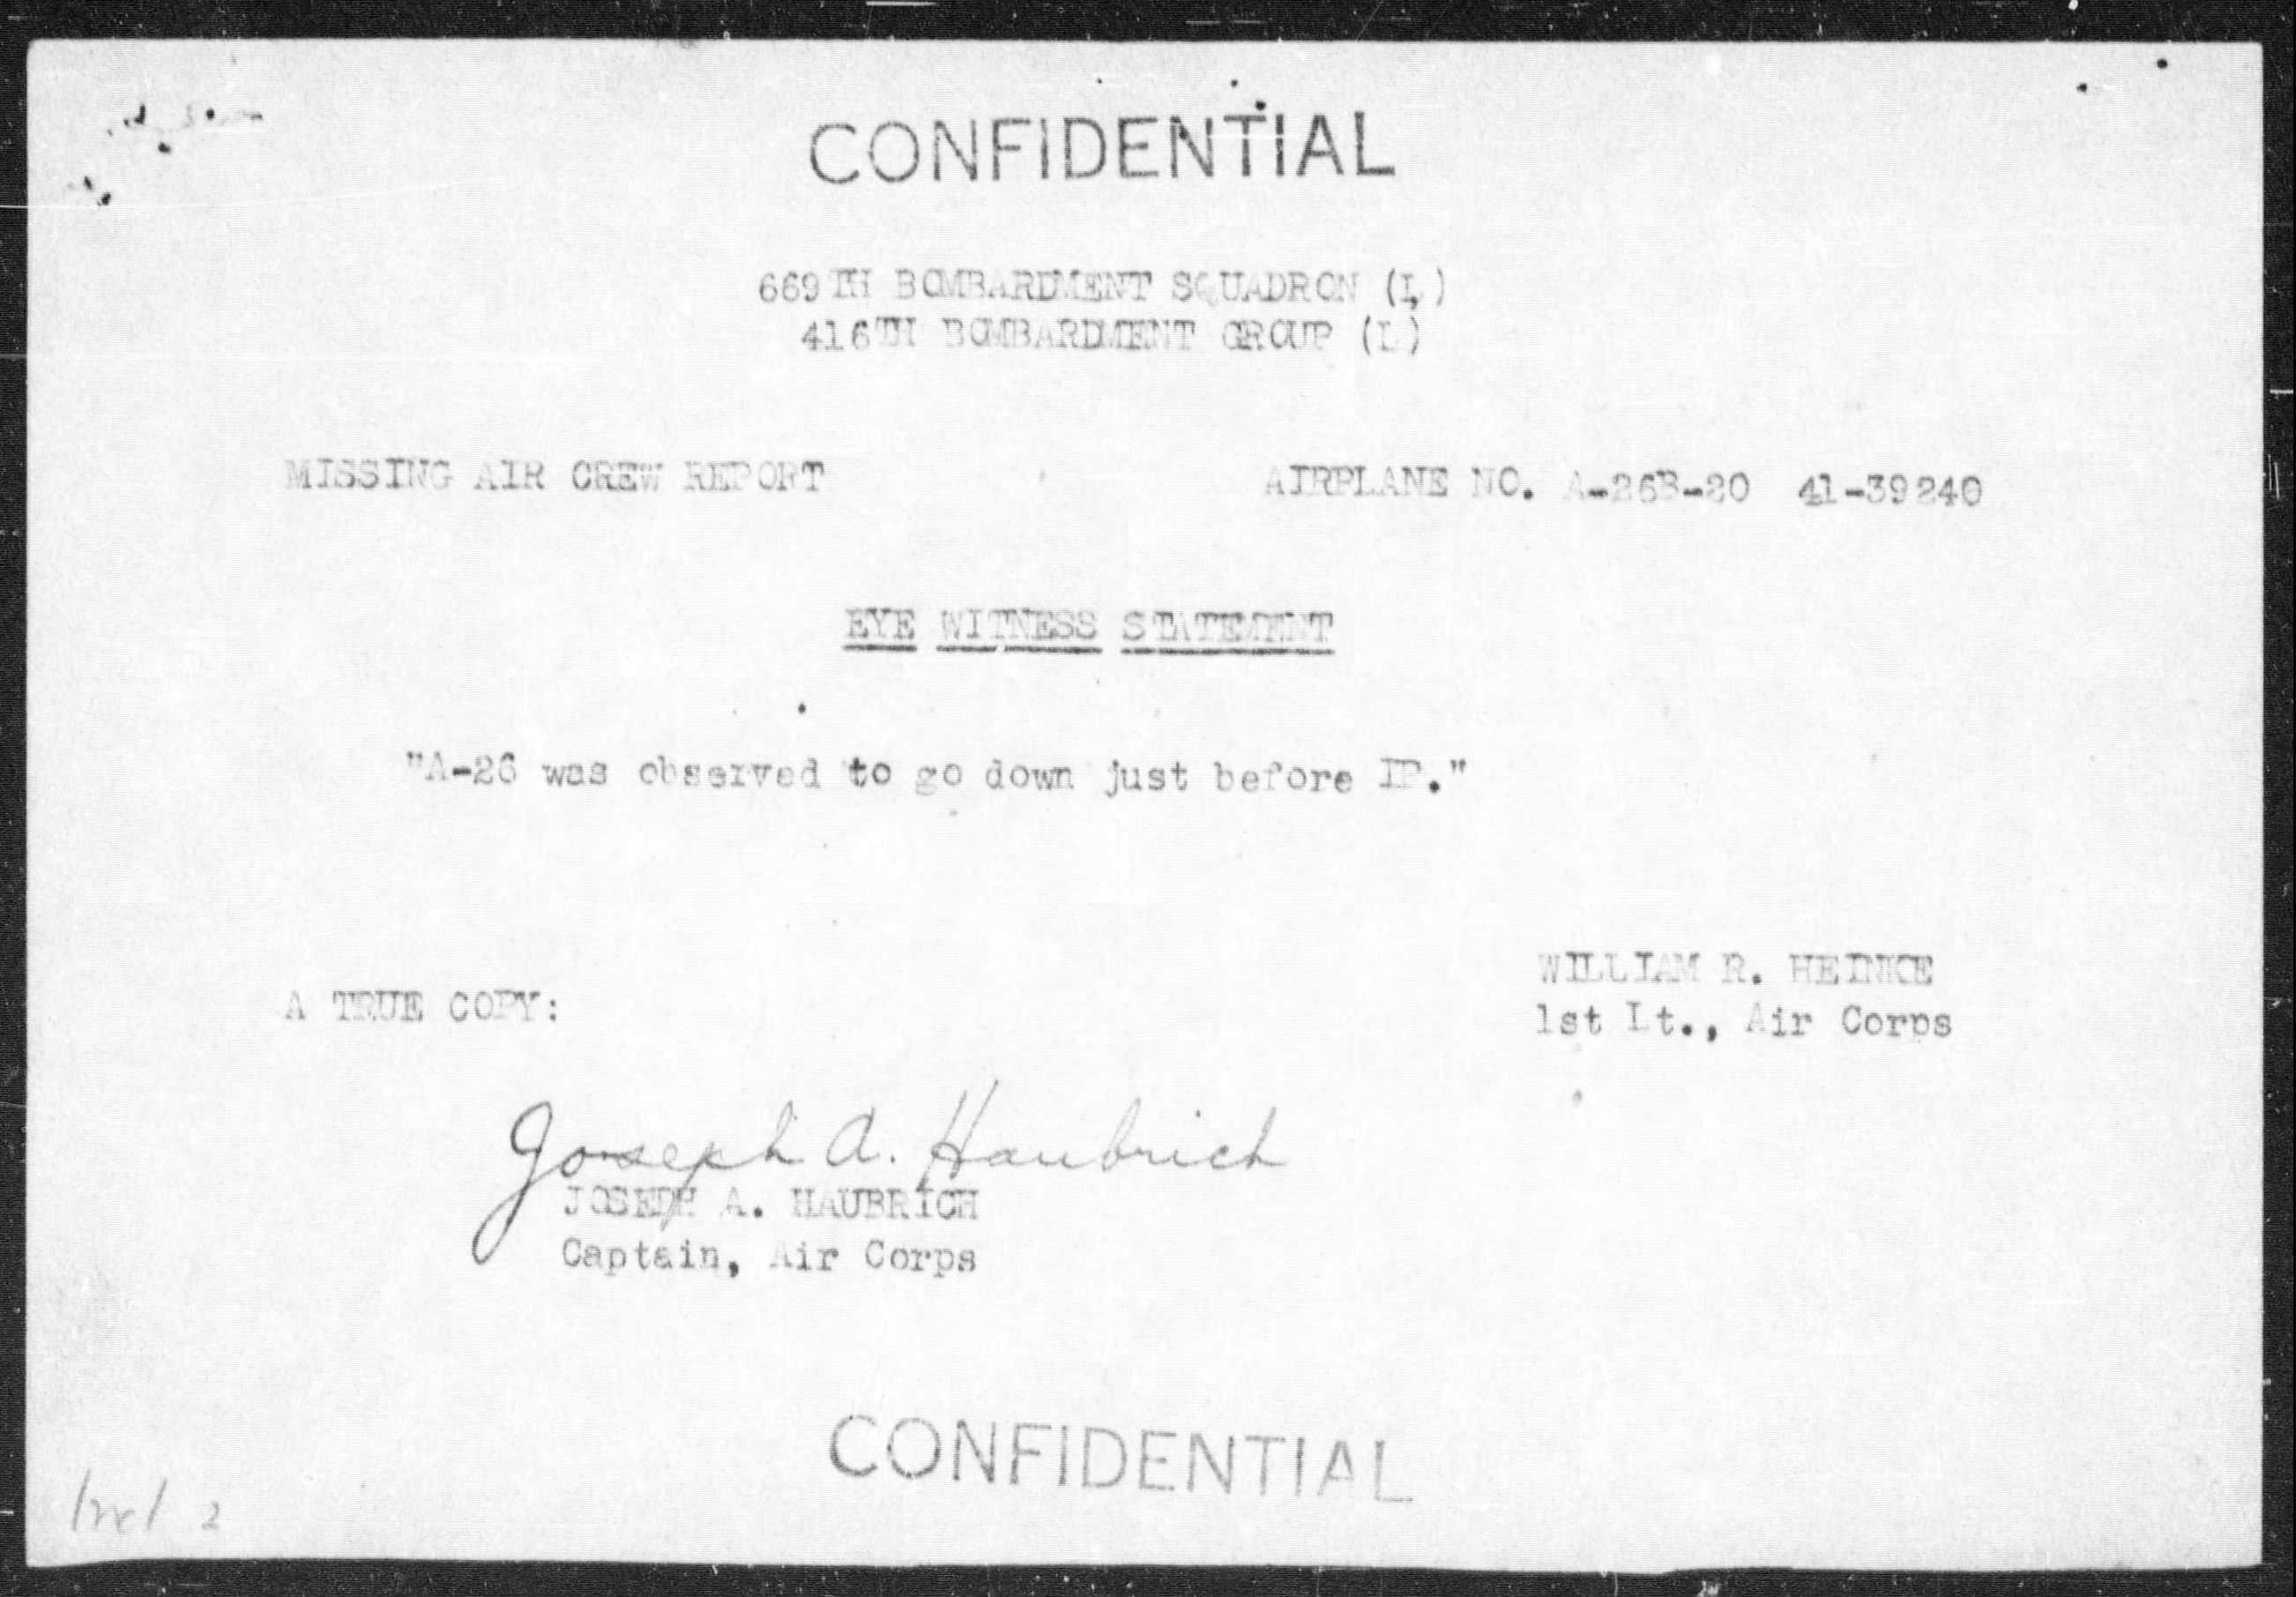 CONFIDENTIAL
669TH BOMBARDMENT SQUADRON (L)
416TH BOMBARDMENT GROUP (L)
MISSING AIR CREW REPORT AIRPLANE NO. A-26B-20 41-39240
EYE WITNESS STATEMENT
"A-26 was observed to go down just before IP."
WILLIAM R. HEINKE
A TRUE COPY:
1st Lt., Air Corps
Joseph A. Haubrich
JOSEPH A. HAUBRICH
Captain, Air Corps
CONFIDENTIAL
Incl 2